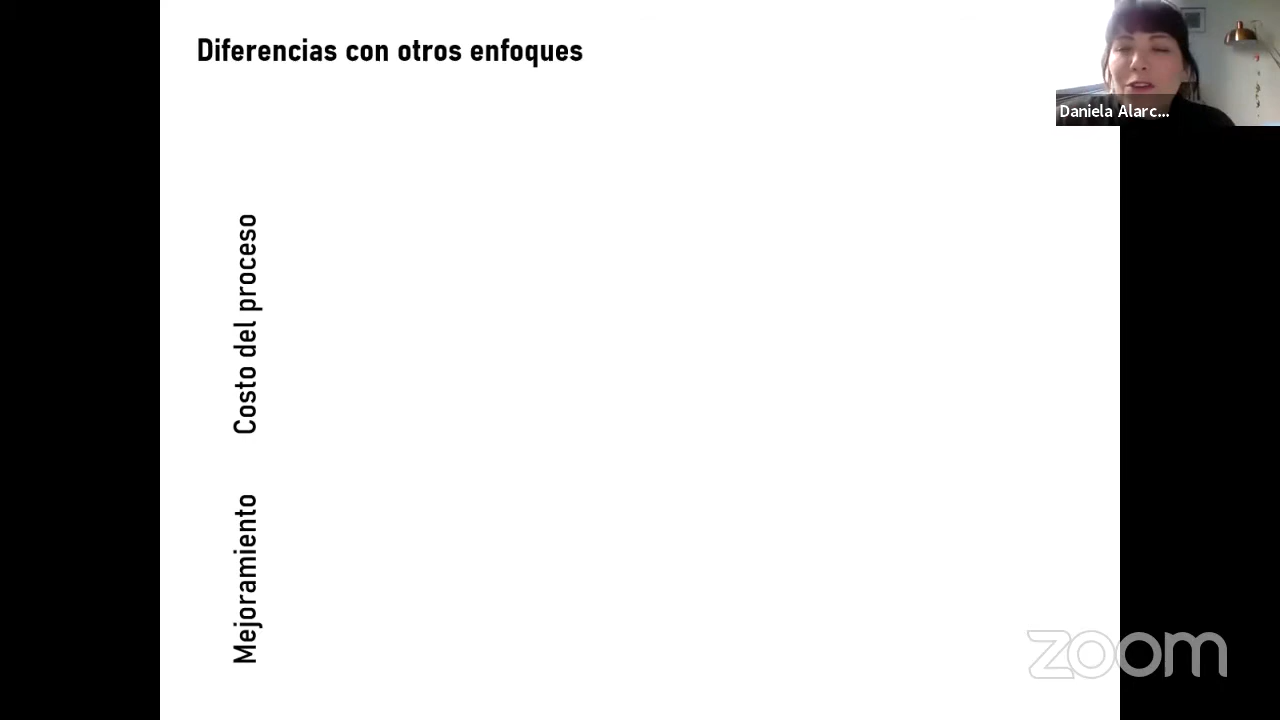 Diferencias con otros enfoques
Daniela Alarc...
Costo del proceso
Mejoramiento
zoom